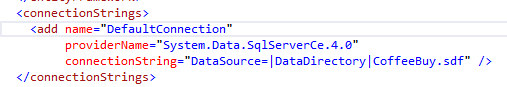 <connectionStrings>
<add name="DefaultConnection"
providerName="System.Data.SqlServerCe.4.0"
connectionString="DataSource=|DataDirectory|CoffeeBuy.sdf" />
</connectionStrings>